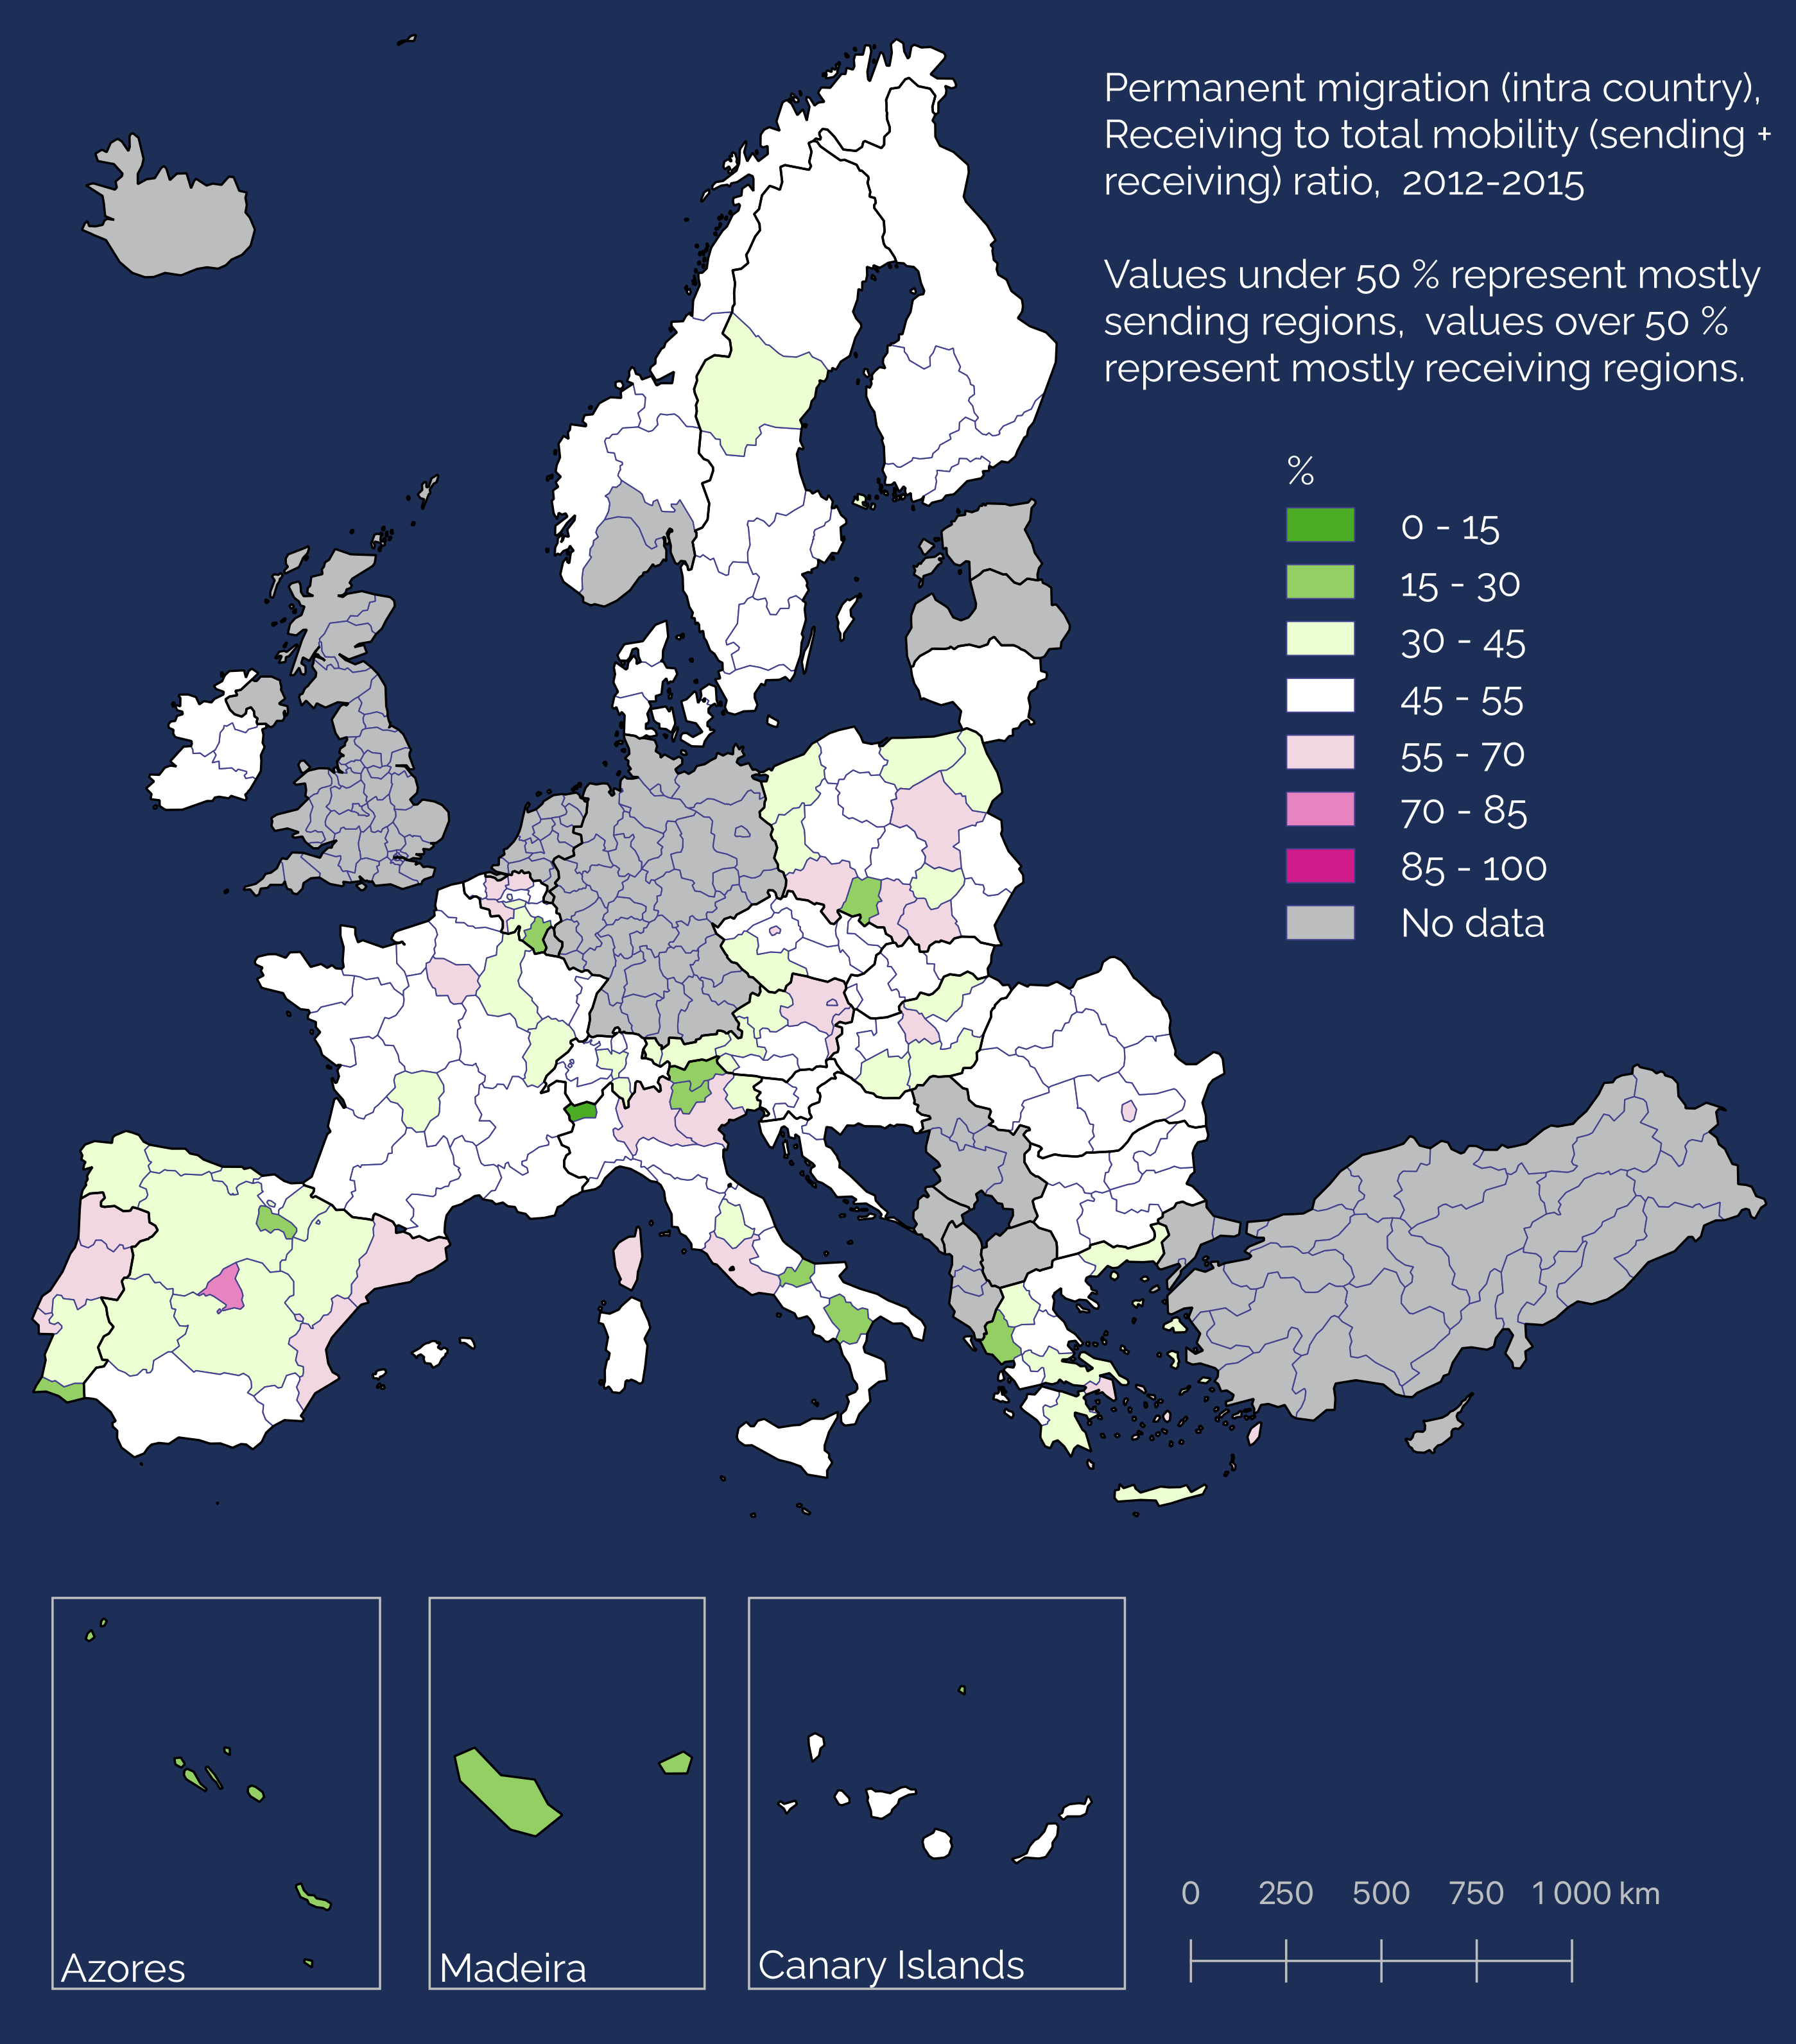 Permanent migration (intra country),
Receiving to total mobility (sending +
receiving) ratio, 2012-2015
Values under 50 % represent mostly
sending regions, values over 50 %
represent mostly receiving regions.
%
0 - 15
15 - 30
30 - 45
45 - 55
55 - 70
70 - 85
85 - 100
No data
Azores
Madeira
Canary Islands
0 250 500 750 1 000 km